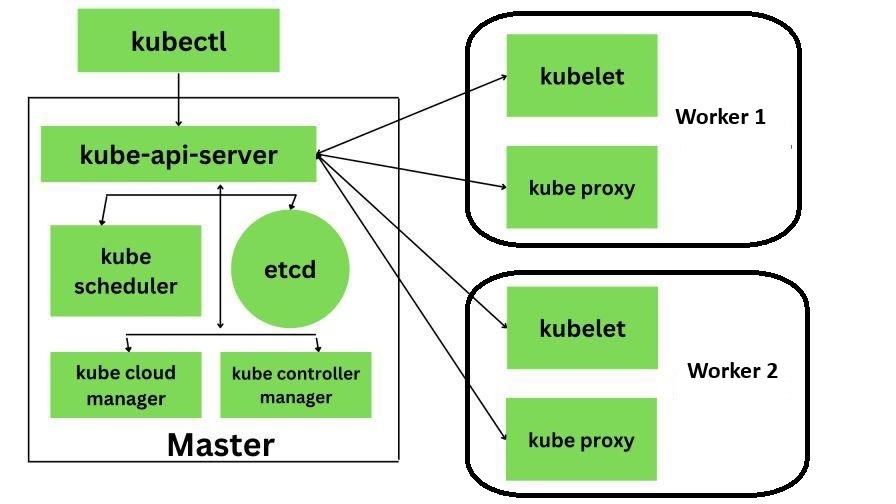 kubectl
kube-api-server
kube
scheduler
etcd
kube cloud
manager
kube controller
manager
Master
kubelet
Worker 1
kube proxy
kubelet
Worker 2
kube proxy